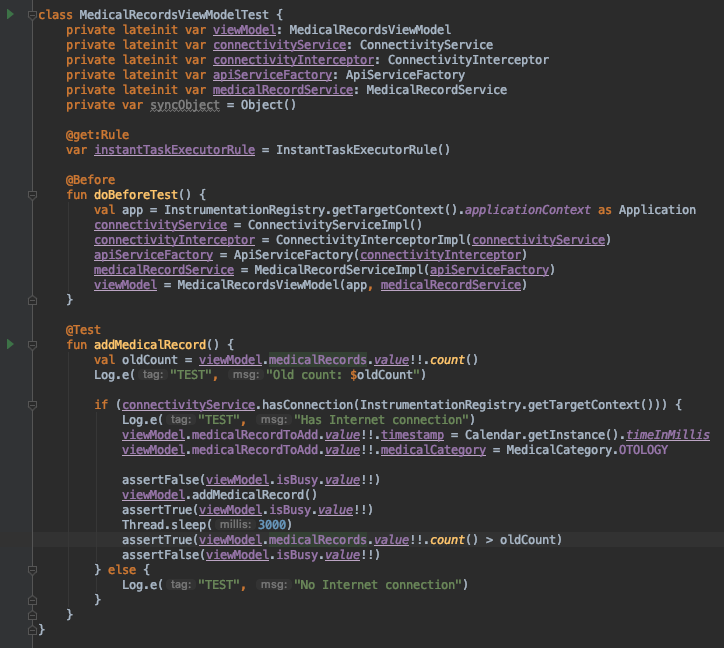 class MedicalRecordsViewModelTest {
    private lateinit var viewModel: MedicalRecordsViewModel
    private lateinit var connectivityService: ConnectivityService
    private lateinit var connectivityInterceptor: ConnectivityInterceptor
    private lateinit var apiServiceFactory: ApiServiceFactory
    private lateinit var medicalRecordService: MedicalRecordService
    private var syncObject = Object()
    @get:Rule
    var instantTaskExecutorRule = InstantTaskExecutorRule()
    @Before
    fun doBeforeTest() {
        val app = InstrumentationRegistry.getTargetContext().applicationContext as Application
        connectivityService = ConnectivityServiceImpl()
        connectivityInterceptor = ConnectivityInterceptorImpl(connectivityService)
        apiServiceFactory = ApiServiceFactory(connectivityInterceptor)
        medicalRecordService = MedicalRecordServiceImpl(apiServiceFactory)
        viewModel = MedicalRecordsViewModel(app, medicalRecordService)
    }
    @Test
    fun addMedicalRecord() {
        val oldCount = viewModel.medicalRecords.value!!.count()
        Log.e( tag: "TEST", msg: "Old count: $oldCount")
        if (connectivityService.hasConnection(InstrumentationRegistry.getTargetContext())) {
            Log.e( tag: "TEST", msg: "Has Internet connection")
            viewModel.medicalRecordToAdd.value!!.timestamp = Calendar.getInstance().timeInMillis
            viewModel.medicalRecordToAdd.value!!.medicalCategory = MedicalCategory.OTOLOGY
            assertFalse(viewModel.isBusy.value!!)
            viewModel.addMedicalRecord()
            assertTrue(viewModel.isBusy.value!!)
            Thread.sleep( millis: 3000)
            assertTrue(viewModel.medicalRecords.value!!.count() > oldCount)
            assertFalse(viewModel.isBusy.value!!)
        } else {
            Log.e( tag: "TEST", msg: "No Internet connection")
        }
    }
}